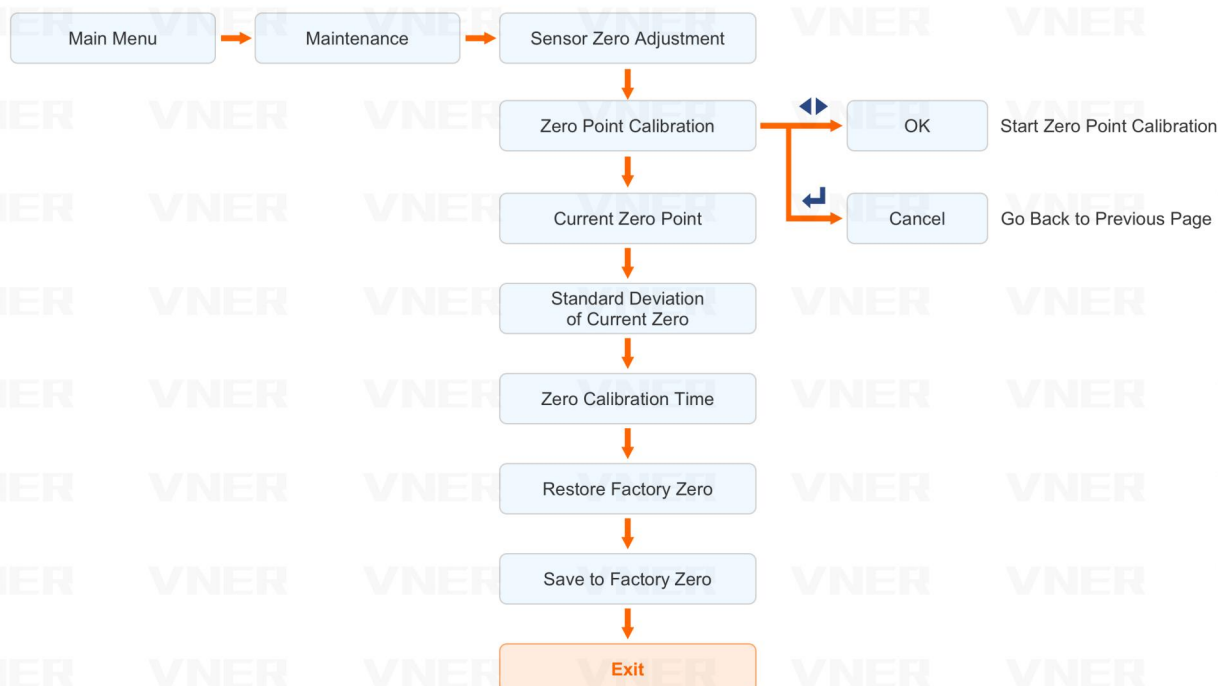 Main Menu
Maintenance
Sensor Zero Adjustment
Zero Point Calibration
OK
Start Zero Point Calibration
Current Zero Point
Cancel
Go Back to Previous Page
Standard Deviation
of Current Zero
Zero Calibration Time
Restore Factory Zero
Save to Factory Zero
Exit
VNER